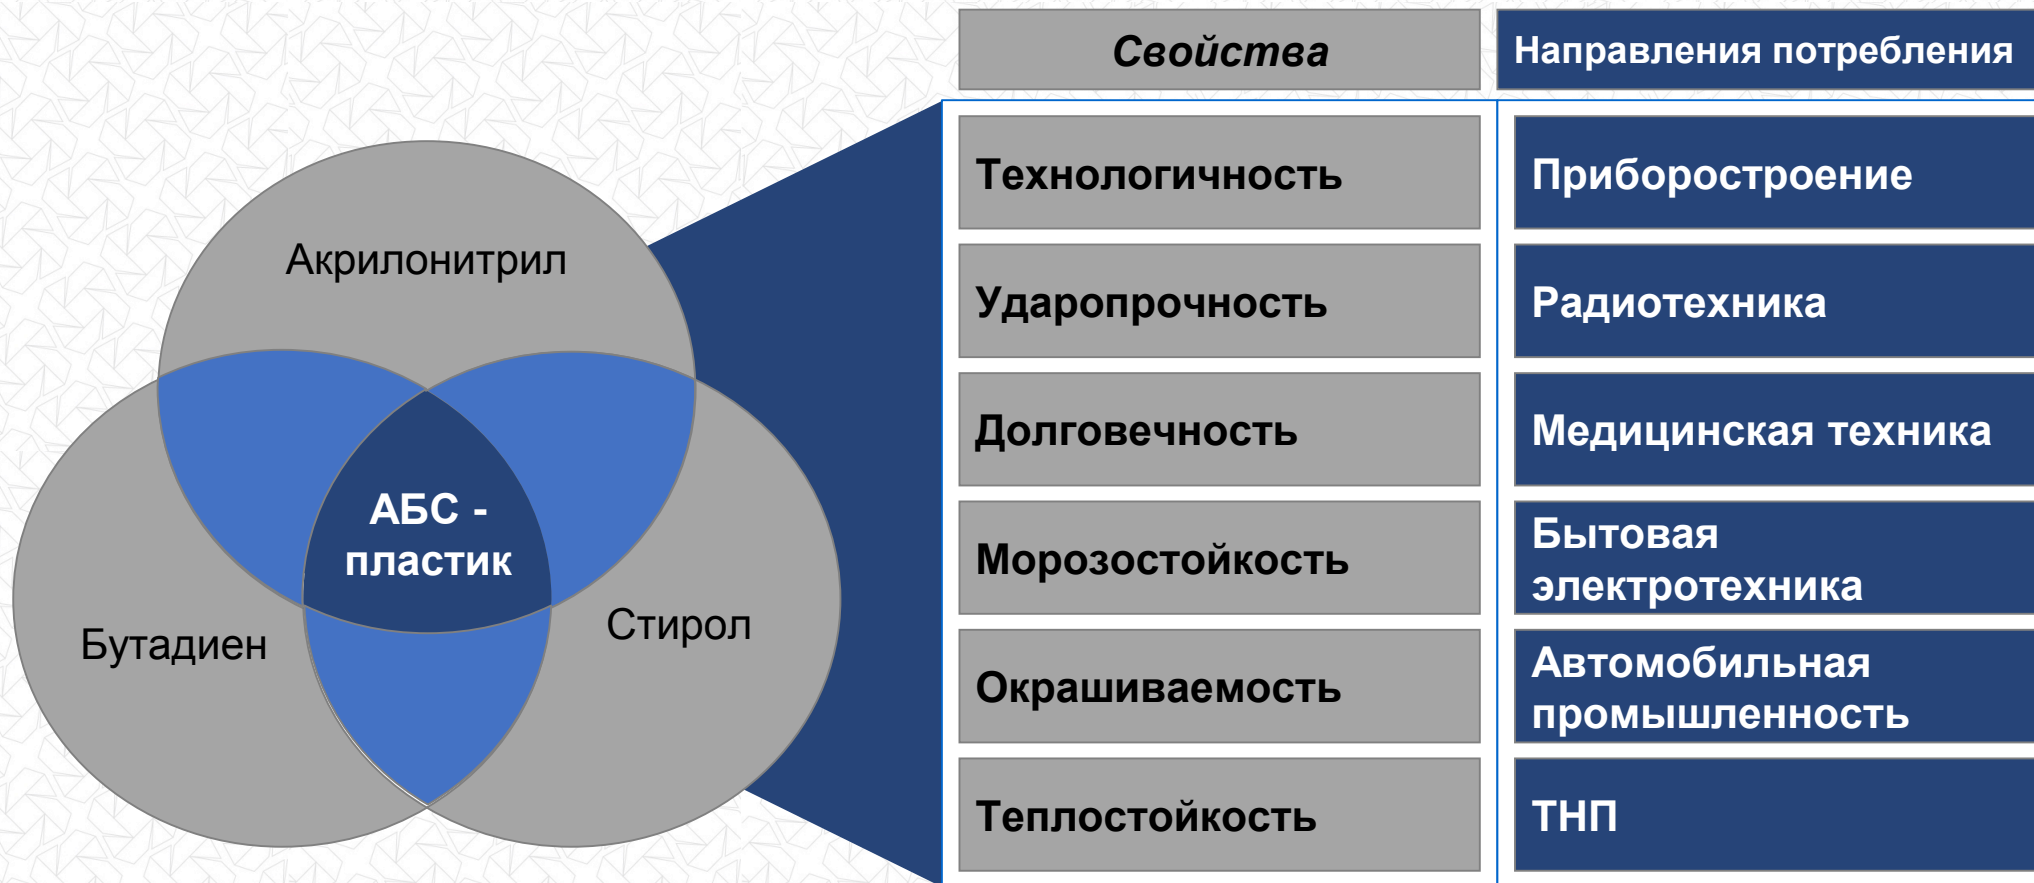 Свойства
Направления потребления
Акрилонитрил
Бутадиен
Стирол
АБС -
пластик
Технологичность
Приборостроение
Ударопрочность
Радиотехника
Долговечность
Медицинская техника
Морозостойкость
Бытовая
электротехника
Окрашиваемость
Автомобильная
промышленность
Теплостойкость
ТНП